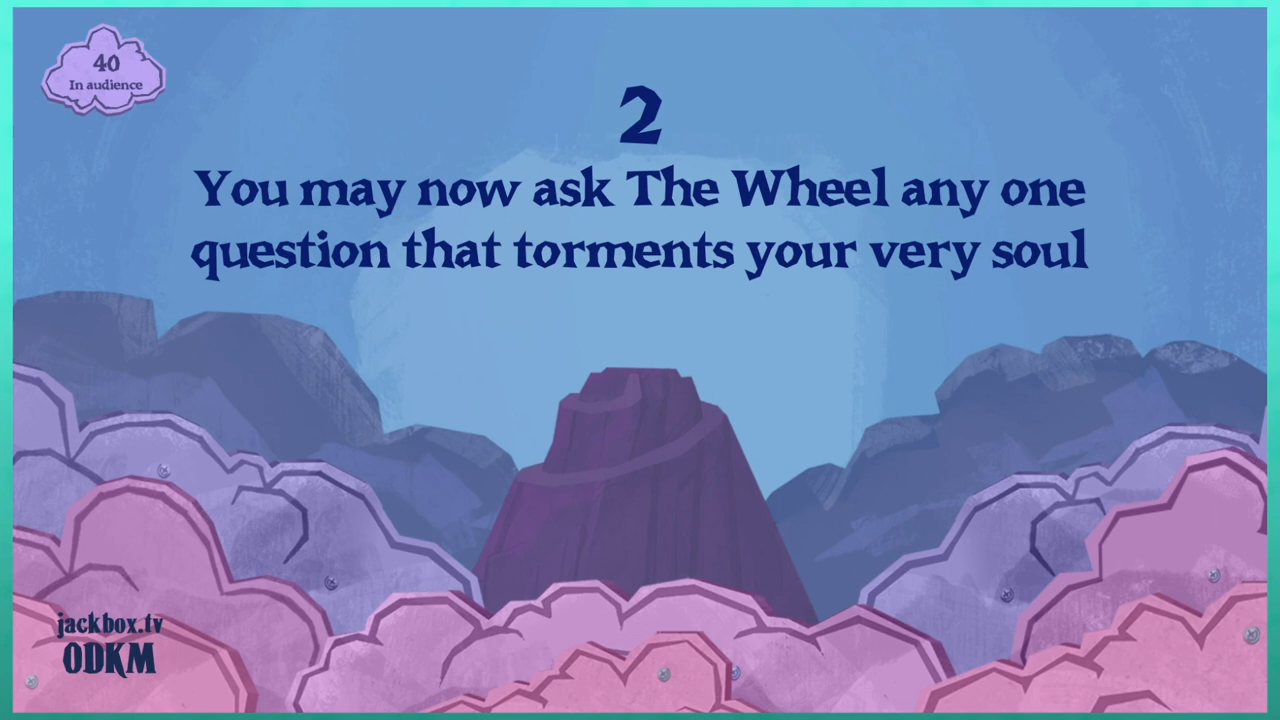 40
In audience
2
You may now ask The Wheel any one
question that torments your very soul
jackbox.tv
ODKM